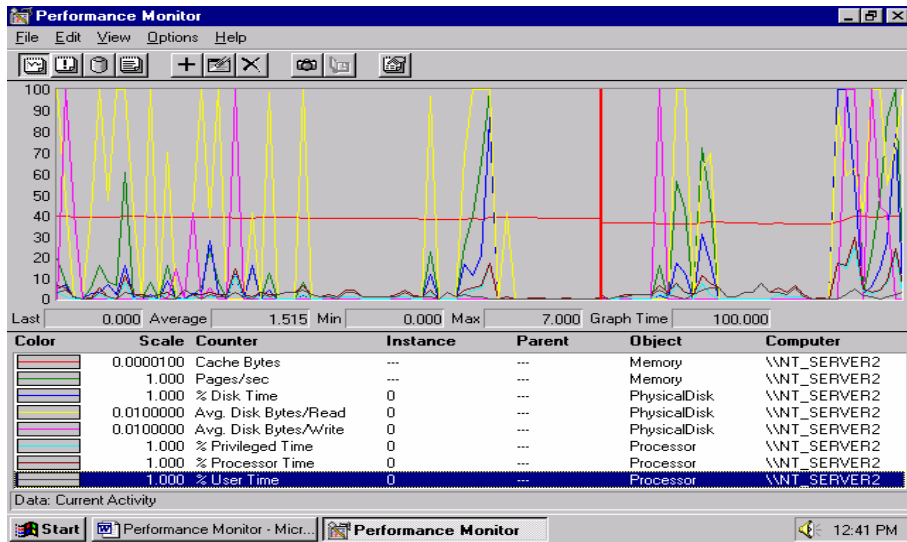 Performance Monitor
File Edit View Options Help
100
90
80
70
60
50
40
30
20
10
0
Last 0.000 Average 1.515 Min 0.000 Max 7.000 Graph Time 100.000
Color Scale Counter Instance Parent Object Computer
0.0000100 Cache Bytes --- --- Memory \\NT_SERVER2
1.000 Pages/sec --- --- Memory \\NT_SERVER2
1.000 % Disk Time 0 --- PhysicalDisk \\NT_SERVER2
0.0100000 Avg. Disk Bytes/Read 0 --- PhysicalDisk \\NT_SERVER2
0.0100000 Avg. Disk Bytes/Write 0 --- PhysicalDisk \\NT_SERVER2
1.000 % Privileged Time 0 --- Processor \\NT_SERVER2
1.000 % Processor Time 0 --- Processor \\NT_SERVER2
1.000 % User Time 0 --- Processor \\NT_SERVER2
Data: Current Activity
Start Performance Monitor - Micr... Performance Monitor 12:41 PM